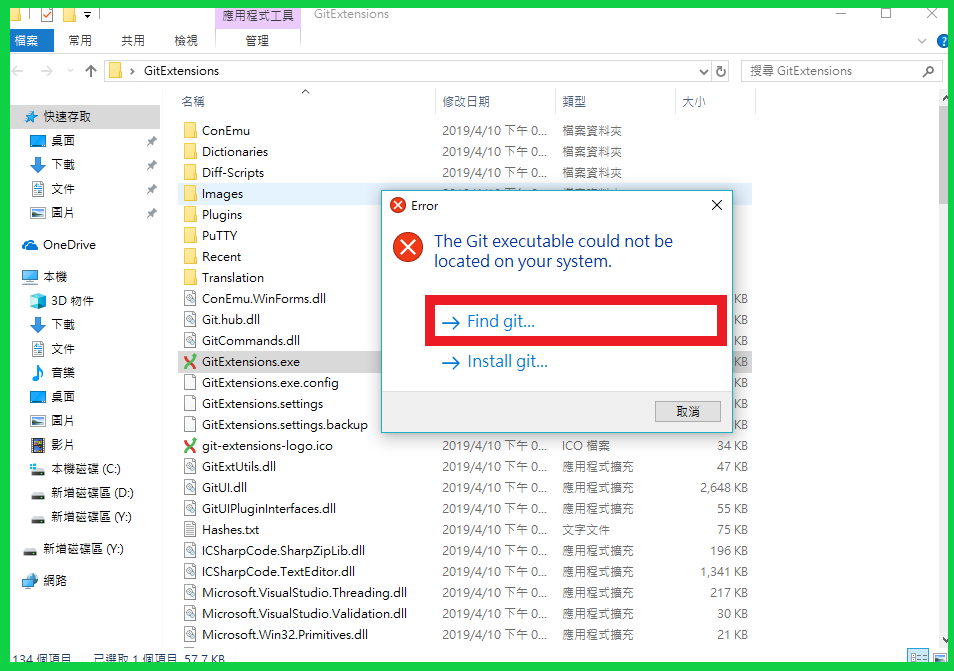 應用程式工具 GitExtensions
檔案 常用 共用 檢視 管理
GitExtensions 搜尋 GitExtensions
名稱 修改日期 類型 大小
快速存取
桌面
下載
文件
圖片
OneDrive
本機
3D 物件
下載
文件
音樂
桌面
圖片
影片
本機磁碟 (C:)
新增磁碟區 (D:)
新增磁碟區 (Y:)
新增磁碟區 (Y:)
網路
ConEmu 2019/4/10 下午 0... 檔案資料夾
Dictionaries 2019/4/10 下午 0... 檔案資料夾
Diff-Scripts 2019/4/10 下午 0... 檔案資料夾
Images
Plugins
PuTTY
Recent
Translation
ConEmu.WinForms.dll KB
Git.hub.dll KB
GitCommands.dll KB
GitExtensions.exe KB
GitExtensions.exe.config KB
GitExtensions.settings KB
GitExtensions.settings.backup KB
git-extensions-logo.ico 2019/4/10 下午 0... ICO 檔案 34 KB
GitExtUtils.dll 2019/4/10 下午 0... 應用程式擴充 47 KB
GitUI.dll 2019/4/10 下午 0... 應用程式擴充 2,648 KB
GitUIPluginInterfaces.dll 2019/4/10 下午 0... 應用程式擴充 55 KB
Hashes.txt 2019/4/10 下午 0... 文字文件 75 KB
ICSharpCode.SharpZipLib.dll 2019/4/10 下午 0... 應用程式擴充 196 KB
ICSharpCode.TextEditor.dll 2019/4/10 下午 0... 應用程式擴充 1,341 KB
Microsoft.VisualStudio.Threading.dll 2019/4/10 下午 0... 應用程式擴充 217 KB
Microsoft.VisualStudio.Validation.dll 2019/4/10 下午 0... 應用程式擴充 30 KB
Microsoft.Win32.Primitives.dll 2019/4/10 下午 0... 應用程式擴充 21 KB
Error
The Git executable could not be
located on your system.
Find git...
Install git...
取消
134 個項目 已選取 1 個項目 57.7 KB